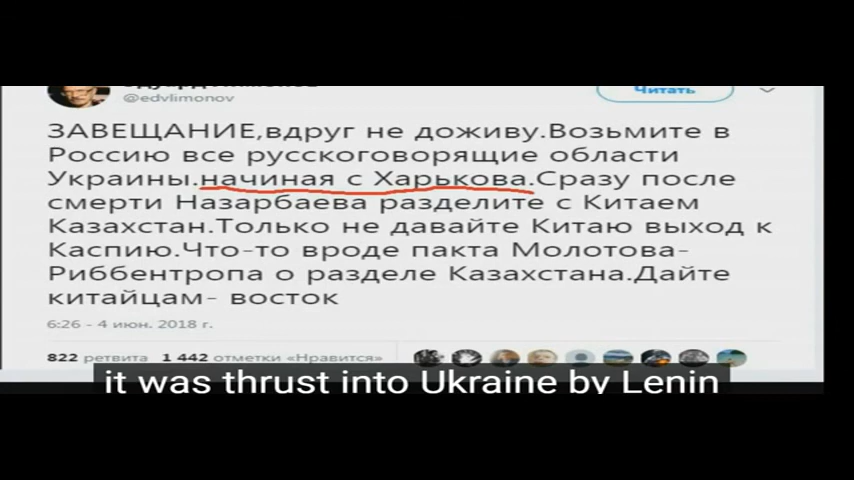 @edvlimonov
Читать
ЗАВЕЩАНИЕ,вдруг не доживу.Возьмите в
Россию все русскоговорящие области
Украины.начиная с Харькова.Сразу после
смерти Назарбаева разделите с Китаем
Казахстан.Только не давайте Китаю выход к
Каспию.Что-то вроде пакта Молотова-
Риббентропа о разделе Казахстана.Дайте
китайцам- восток
6:26 - 4 июн. 2018 г.
822 ретвита 1 442 отметки «Нравится»
it was thrust into Ukraine by Lenin